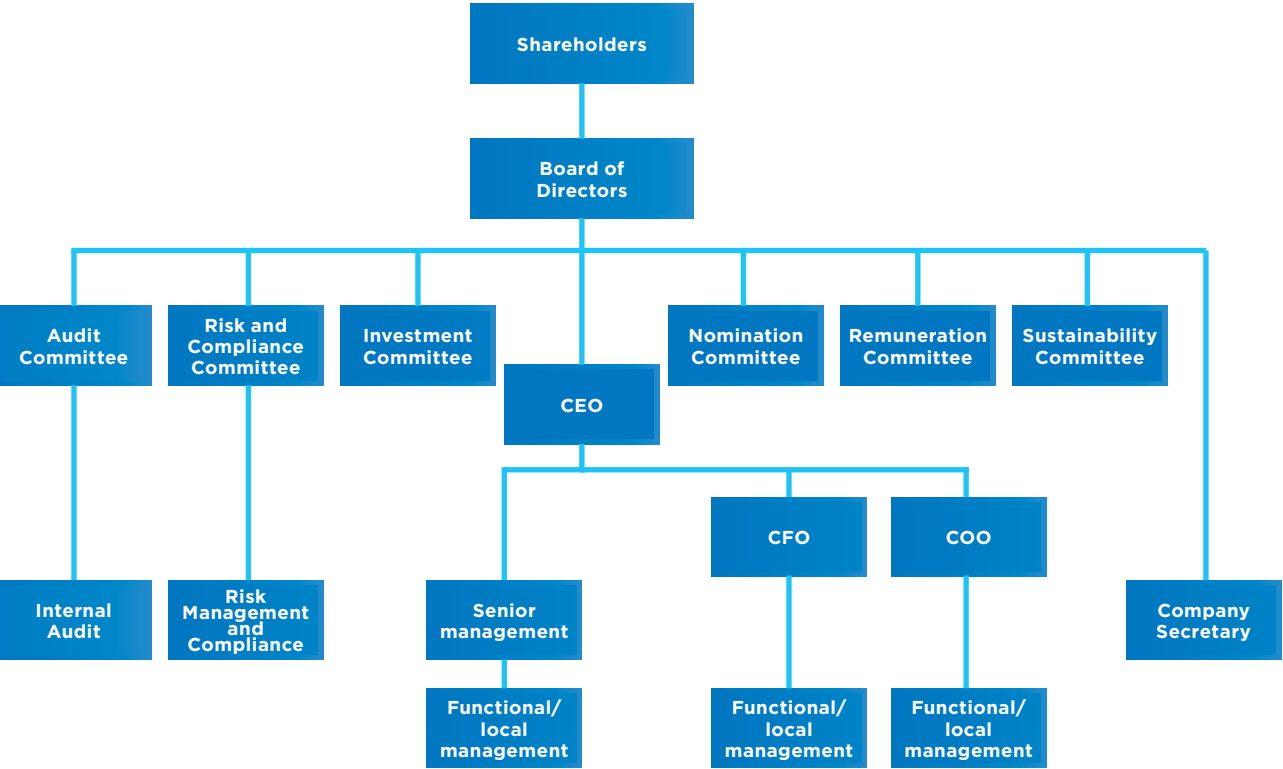 Shareholders
Board of
Directors
Audit
Committee
Risk and
Compliance
Committee
Investment
Committee
Nomination
Committee
Remuneration
Committee
Sustainability
Committee
CEO
CFO
COO
Internal
Audit
Risk
Management
and
Compliance
Senior
management
Company
Secretary
Functional/
local
management
Functional/
local
management
Functional/
local
management